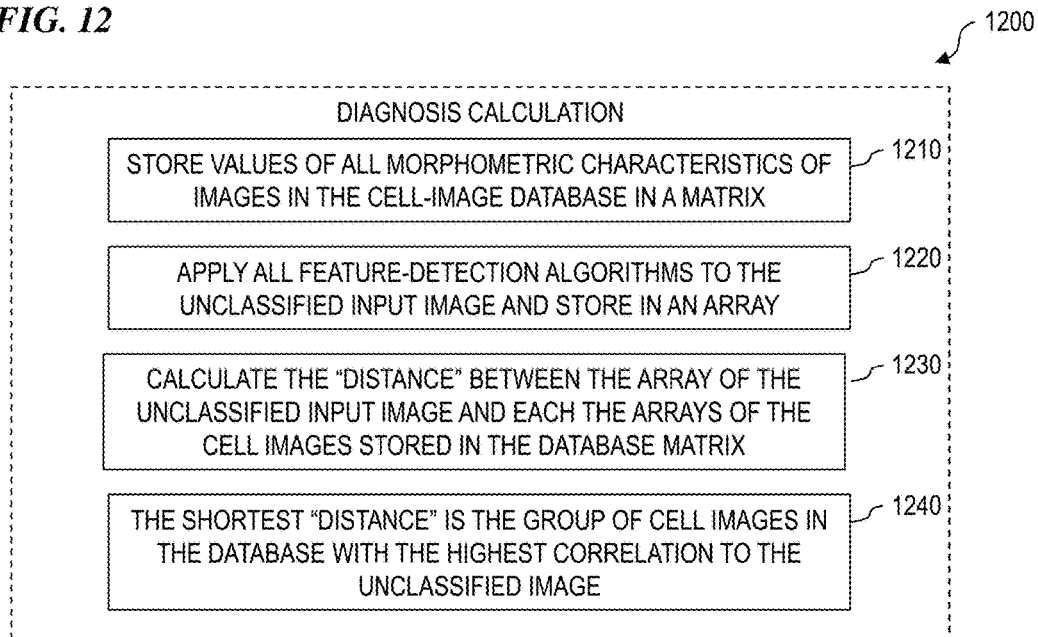 FIG. 12
1200
DIAGNOSIS CALCULATION
STORE VALUES OF ALL MORPHOMETRIC CHARACTERISTICS OF
IMAGES IN THE CELL-IMAGE DATABASE IN A MATRIX
1210
APPLY ALL FEATURE-DETECTION ALGORITHMS TO THE
UNCLASSIFIED INPUT IMAGE AND STORE IN AN ARRAY
1220
CALCULATE THE “DISTANCE” BETWEEN THE ARRAY OF THE
UNCLASSIFIED INPUT IMAGE AND EACH THE ARRAYS OF THE
CELL IMAGES STORED IN THE DATABASE MATRIX
1230
THE SHORTEST “DISTANCE” IS THE GROUP OF CELL IMAGES IN
THE DATABASE WITH THE HIGHEST CORRELATION TO THE
UNCLASSIFIED IMAGE
1240